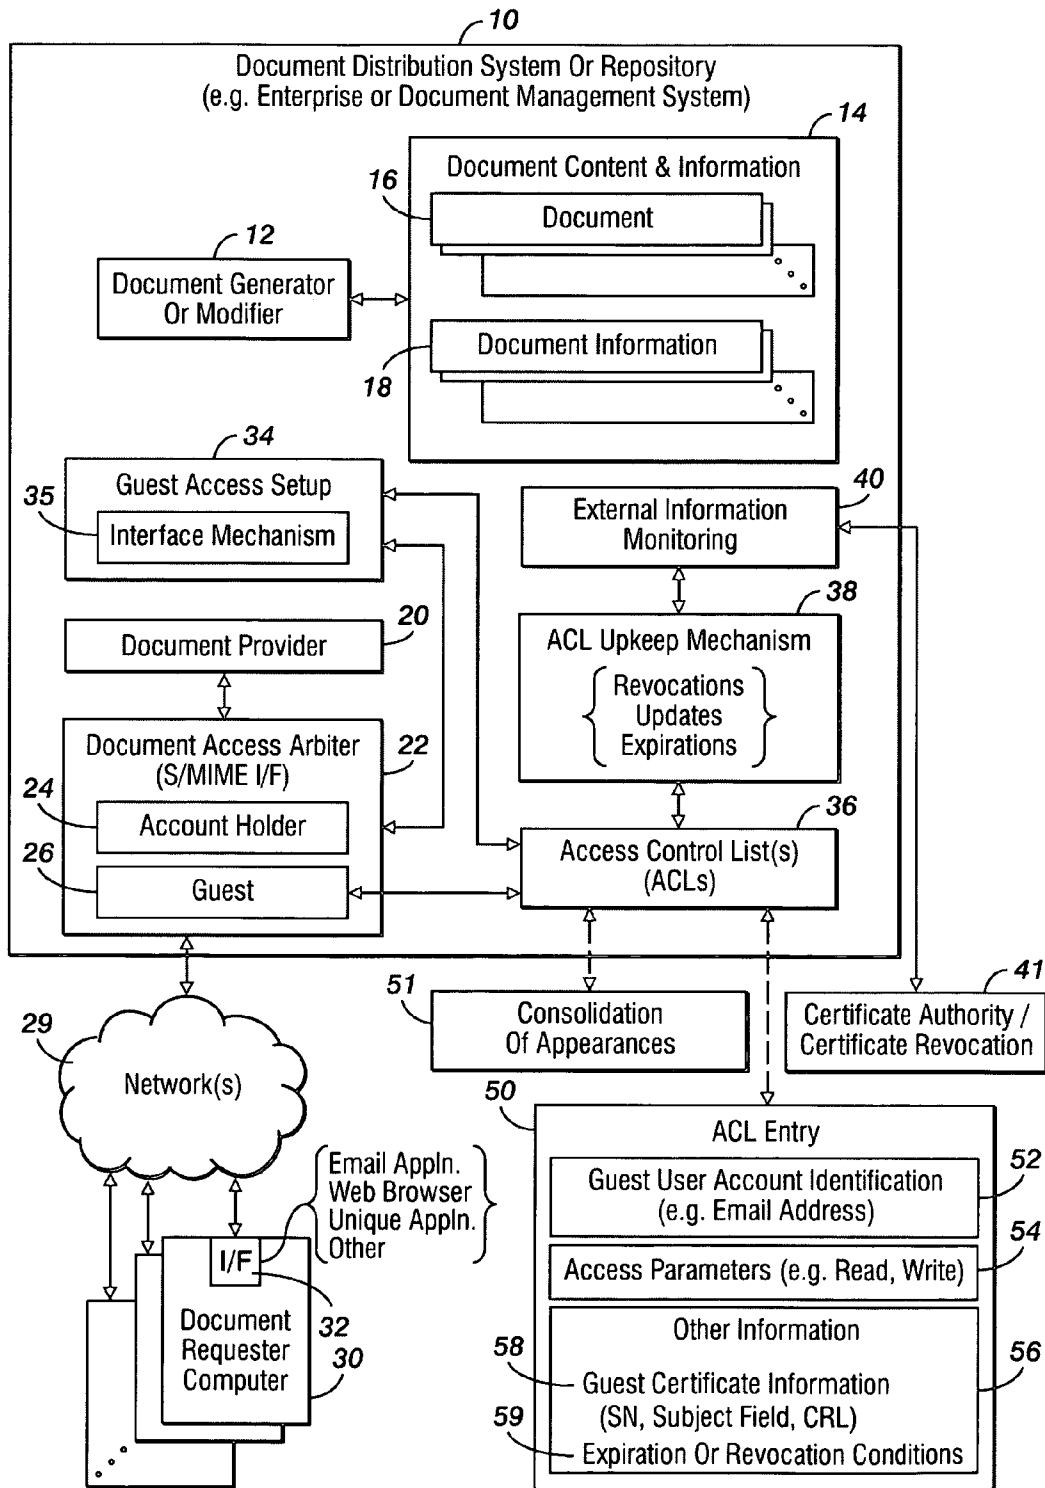 10
Document Distribution System Or Repository
(e.g. Enterprise or Document Management System)
14
Document Content & Information
16
Document
12
Document Generator
Or Modifier
Document Information
18
34
Guest Access Setup
35
Interface Mechanism
40
External Information
Monitoring
20
Document Provider
38
ACL Upkeep Mechanism
Revocations
Updates
Expirations
Document Access Arbiter
(S/MIME I/F)
22
24
Account Holder
26
Guest
36
Access Control List(s)
(ACLs)
51
Consolidation
Of Appearances
41
Certificate Authority /
Certificate Revocation
29
Network(s)
Email Appln.
Web Browser
Unique Appln.
Other
I/F
32
Document
Requester
Computer
30
50
ACL Entry
52
Guest User Account Identification
(e.g. Email Address)
54
Access Parameters (e.g. Read, Write)
Other Information
56
58
Guest Certificate Information
(SN, Subject Field, CRL)
59
Expiration Or Revocation Conditions